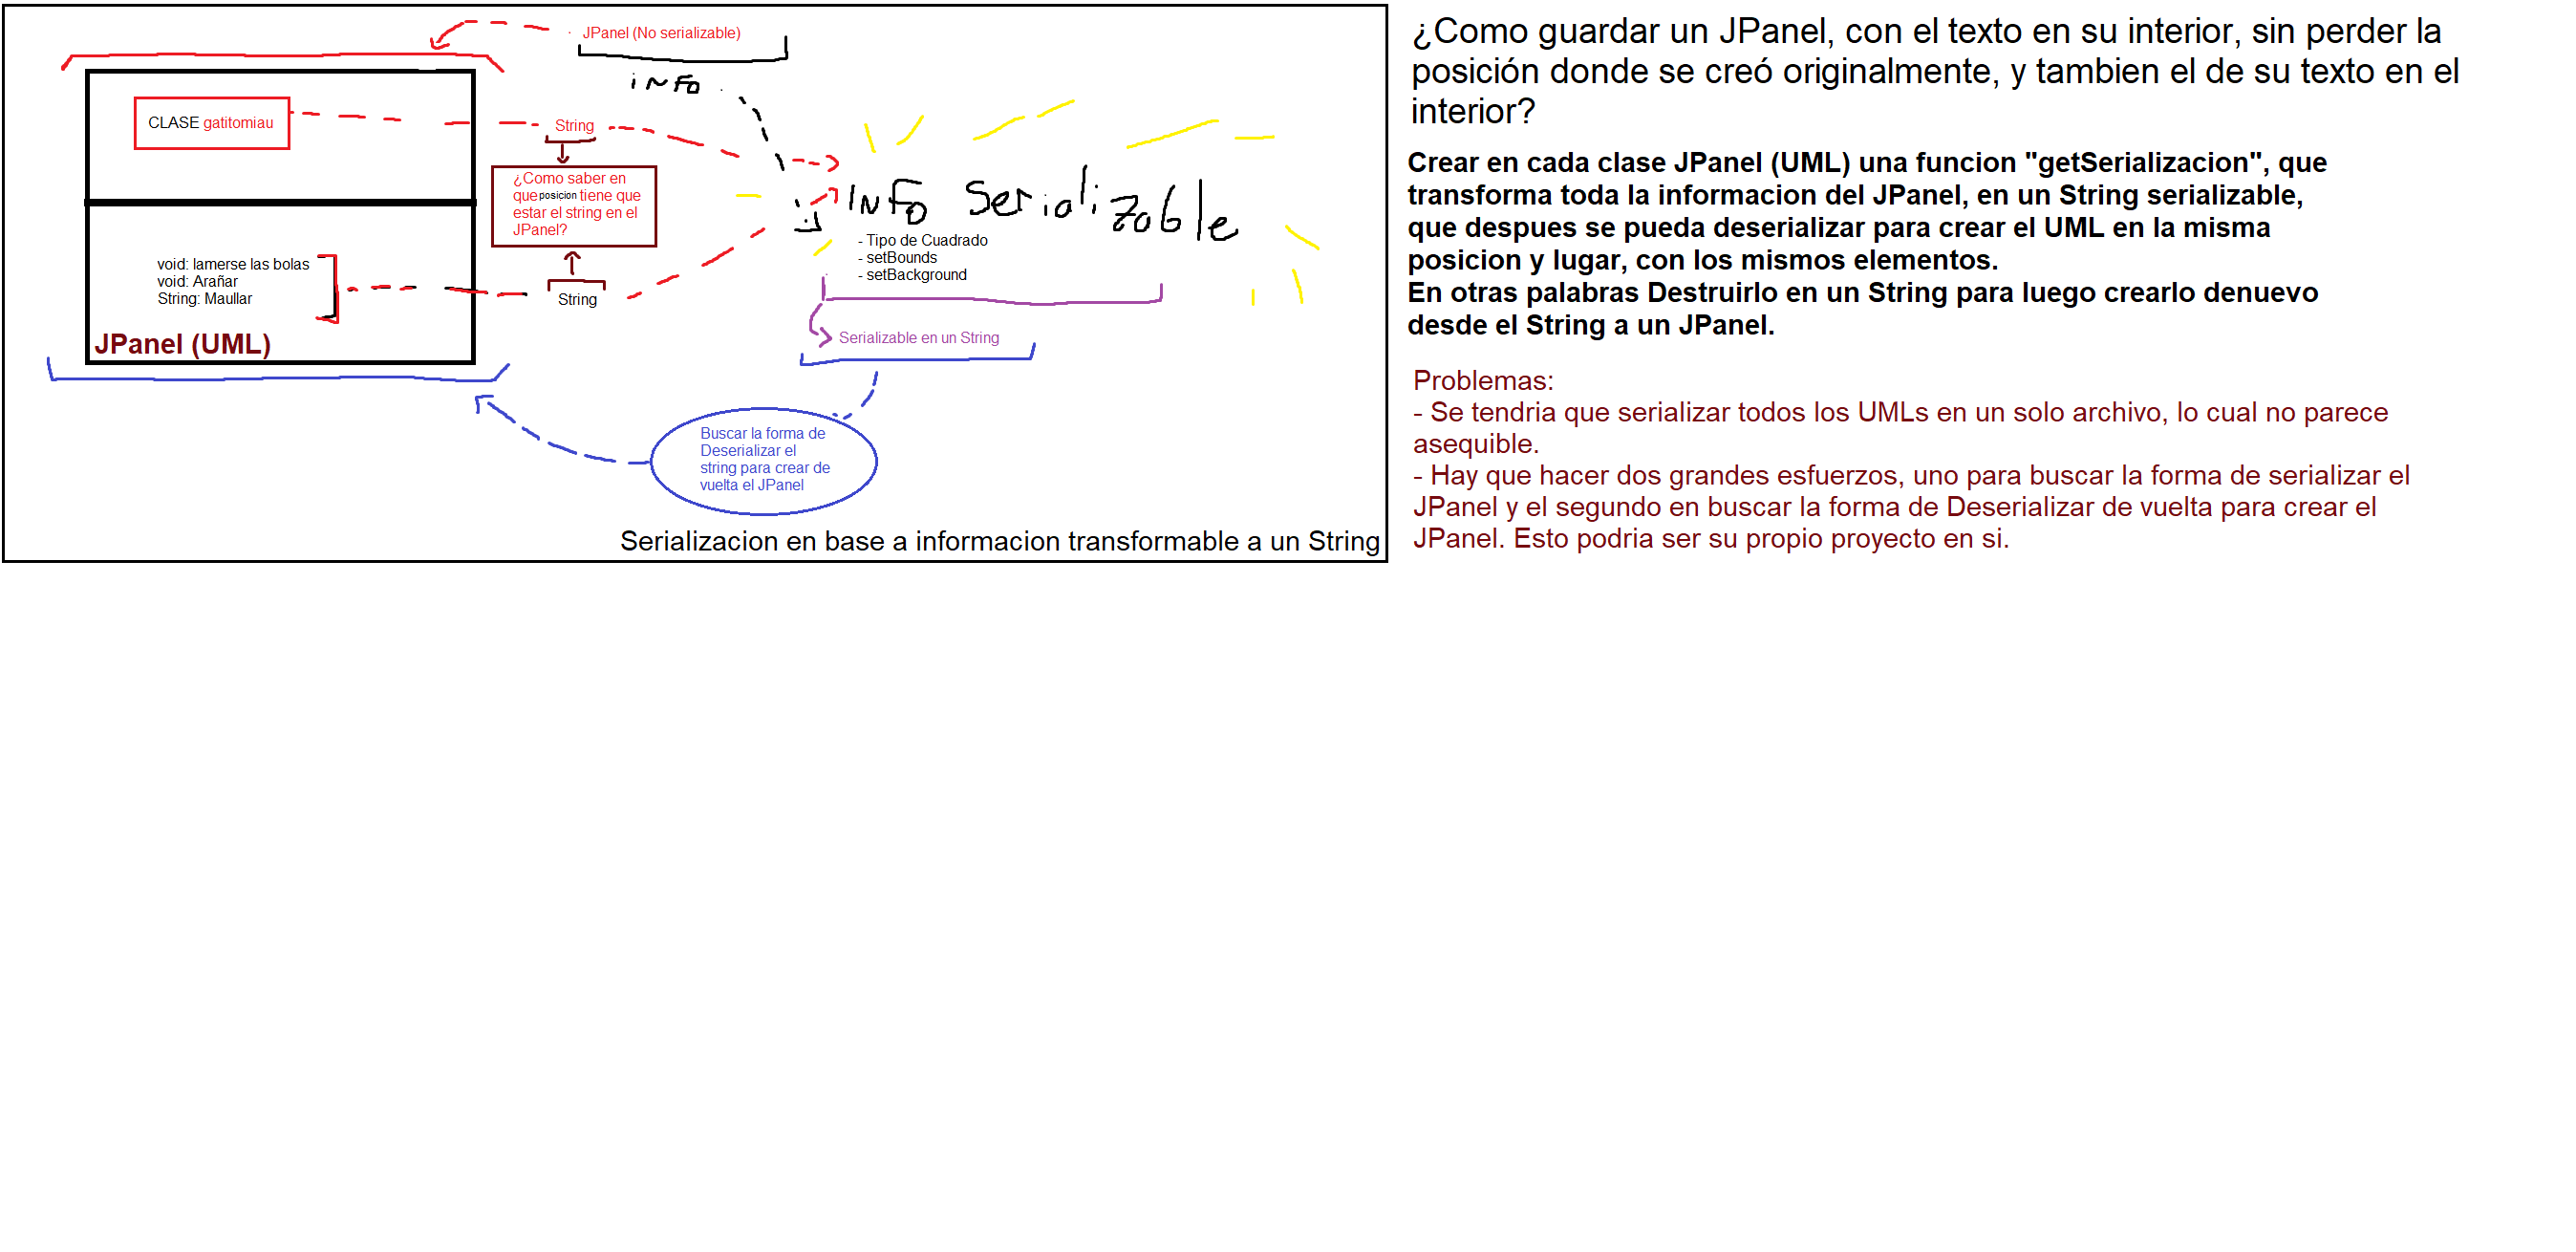 JPanel (No serializable)
iNFo
CLASE gatitomiau
String
¿Como saber en
que posicion tiene que
estar el string en el
JPanel?
String
void: lamerse las bolas
void: Arañar
String: Maullar
JPanel (UML)
:J INFo Serializable
- Tipo de Cuadrado
- setBounds
- setBackground
Serializable en un String
Buscar la forma de
Deserializar el
string para crear de
vuelta el JPanel
Serializacion en base a informacion transformable a un String
¿Como guardar un JPanel, con el texto en su interior, sin perder la
posición donde se creó originalmente, y tambien el de su texto en el
interior?
Crear en cada clase JPanel (UML) una funcion "getSerializacion", que
transforma toda la informacion del JPanel, en un String serializable,
que despues se pueda deserializar para crear el UML en la misma
posicion y lugar, con los mismos elementos.
En otras palabras Destruirlo en un String para luego crearlo denuevo
desde el String a un JPanel.
Problemas:
- Se tendria que serializar todos los UMLs en un solo archivo, lo cual no parece
asequible.
- Hay que hacer dos grandes esfuerzos, uno para buscar la forma de serializar el
JPanel y el segundo en buscar la forma de Deserializar de vuelta para crear el
JPanel. Esto podria ser su propio proyecto en si.